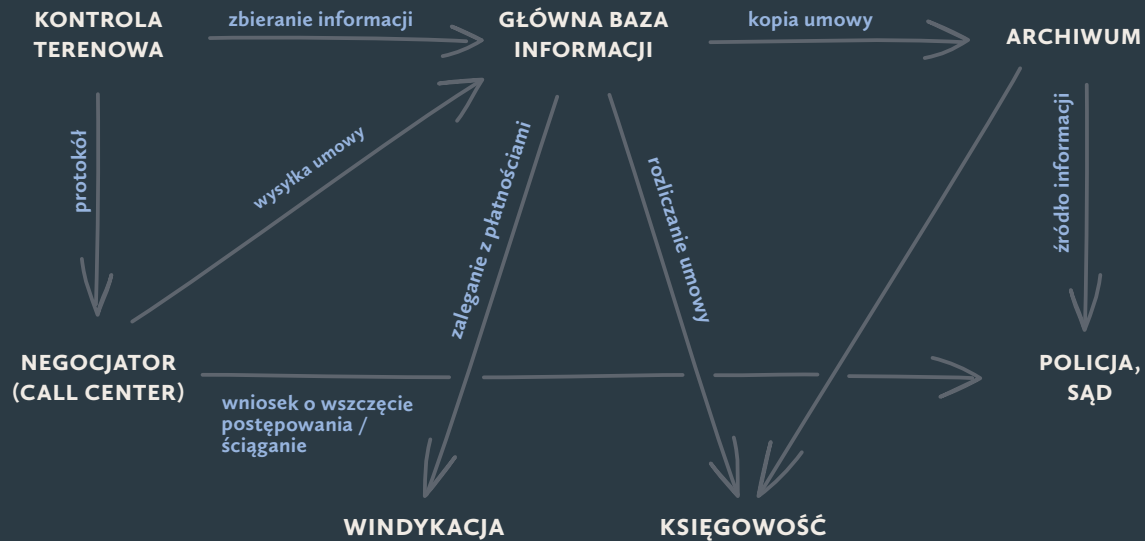 KONTROLA
TERENOWA
zbieranie informacji
GŁÓWNA BAZA
INFORMACJI
kopia umowy
ARCHIWUM
protokół
wysyłka umowy
zaleganie z płatnościami
rozliczanie umowy
źródło informacji
NEGOCJATOR
(CALL CENTER)
wniosek o wszczęcie
postępowania /
ściąganie
POLICJA,
SĄD
WINDYKACJA
KSIĘGOWOŚĆ